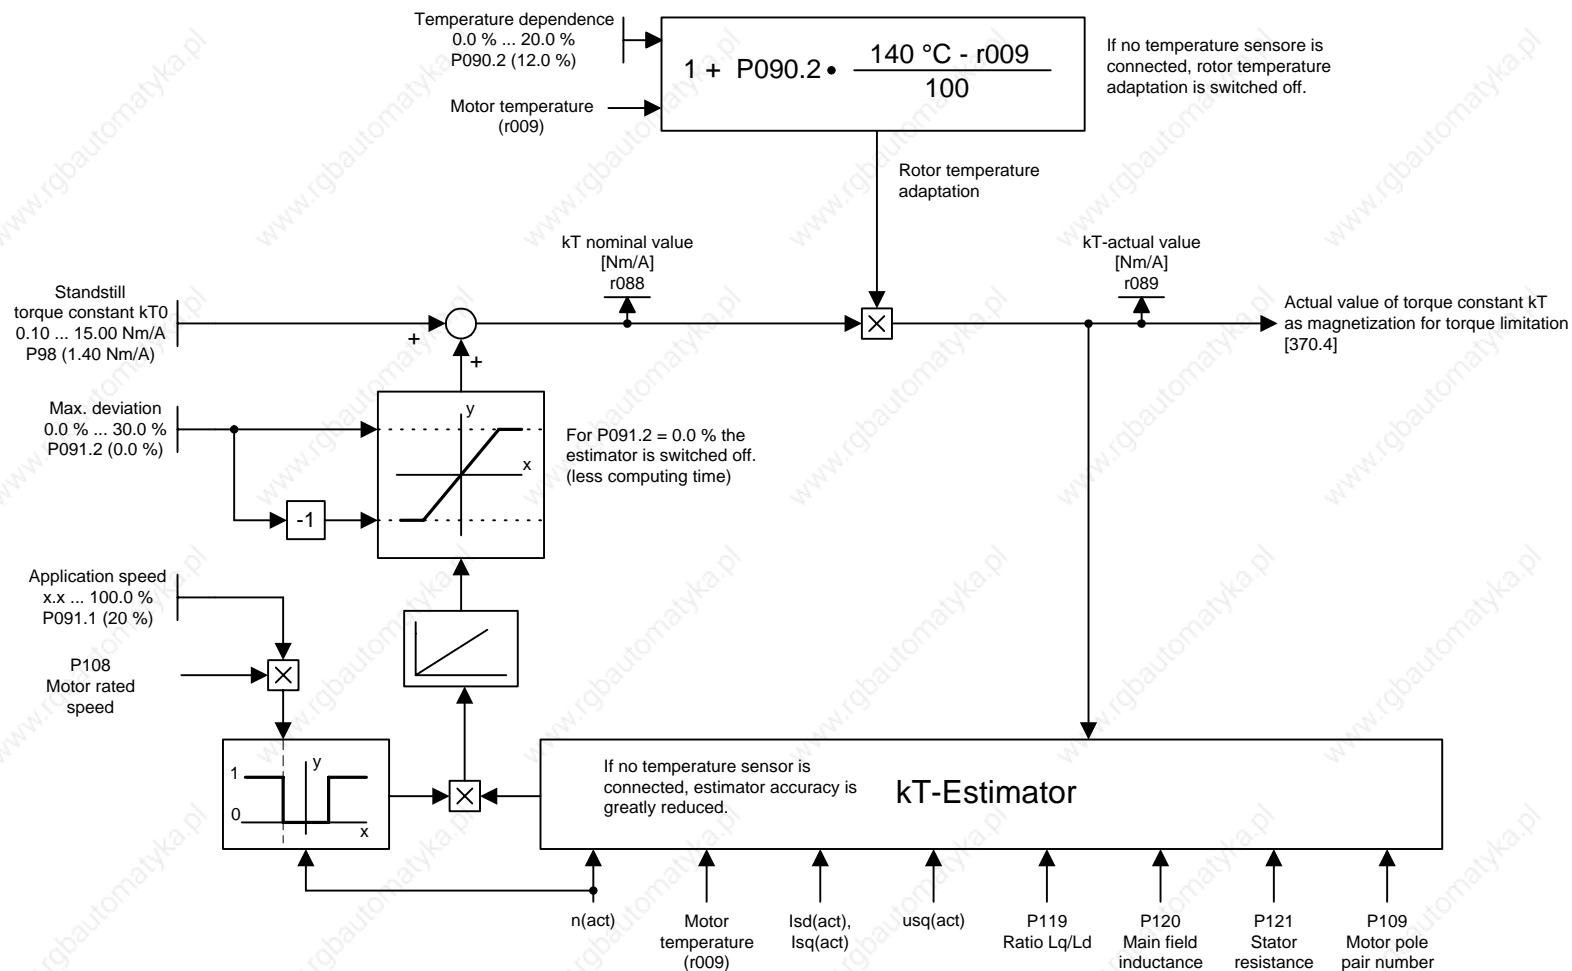 Temperature dependence
0.0 % ... 20.0 %
P090.2 (12.0 %)
Motor temperature
(r009)
1 + P090.2 • 140 °C - r009
100
If no temperature sensore is
connected, rotor temperature
adaptation is switched off.
Rotor temperature
adaptation
kT nominal value
[Nm/A]
r088
kT-actual value
[Nm/A]
r089
Standstill
torque constant kT0
0.10 ... 15.00 Nm/A
P98 (1.40 Nm/A)
+
+
Actual value of torque constant kT
as magnetization for torque limitation
[370.4]
Max. deviation
0.0 % ... 30.0 %
P091.2 (0.0 %)
-1
y
x
For P091.2 = 0.0 % the
estimator is switched off.
(less computing time)
Application speed
x.x ... 100.0 %
P091.1 (20 %)
P108
Motor rated
speed
1
0
y
x
If no temperature sensor is
connected, estimator accuracy is
greatly reduced.
kT-Estimator
n(act)
Motor
temperature
(r009)
Isd(act),
Isq(act)
usq(act)
P119
Ratio Lq/Ld
P120
Main field
inductance
P121
Stator
resistance
P109
Motor pole
pair number
www.rgbautomatyka.pl